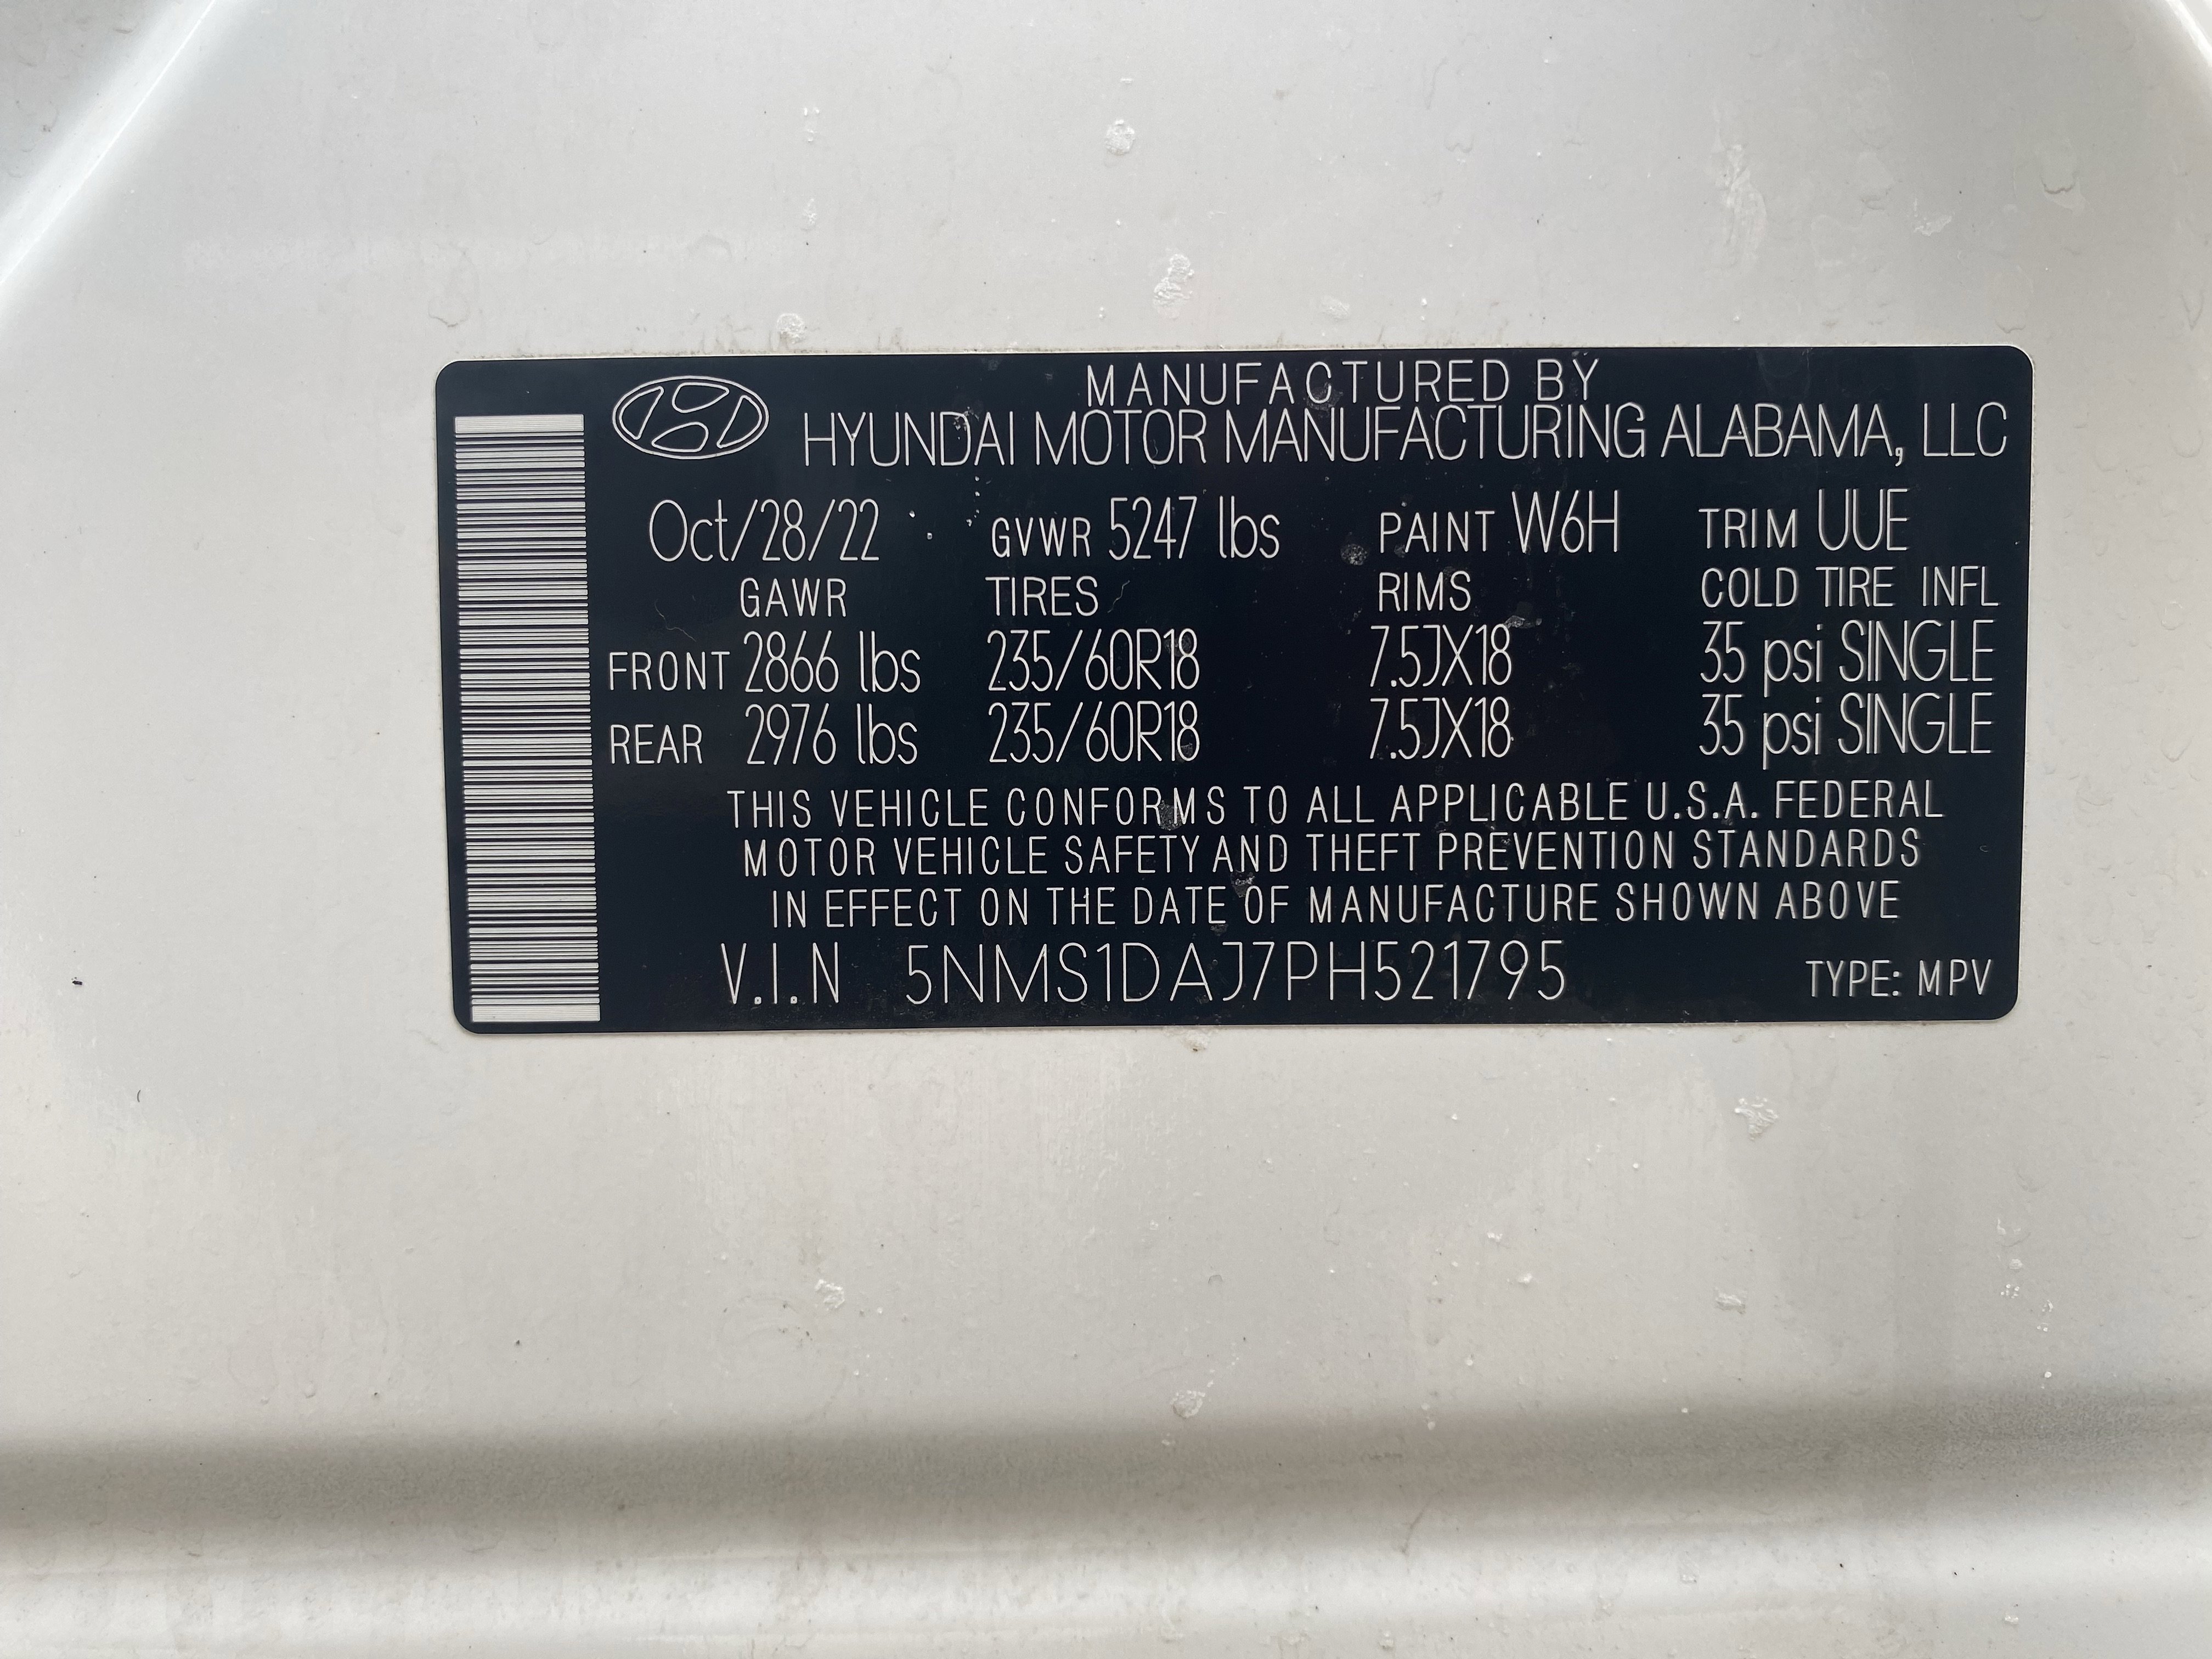 MANUFACTURED BY
HYUNDAI MOTOR MANUFACTURING ALABAMA, LLC
Oct/28/22 GVWR 5247 lbs PAINT W6H TRIM UUE
GAWR TIRES RIMS COLD TIRE INFL
FRONT 2866 lbs 235/60R18 7.5JX18 35 psi SINGLE
REAR 2976 lbs 235/60R18 7.5JX18 35 psi SINGLE
THIS VEHICLE CONFORMS TO ALL APPLICABLE U.S.A. FEDERAL
MOTOR VEHICLE SAFETY AND THEFT PREVENTION STANDARDS
IN EFFECT ON THE DATE OF MANUFACTURE SHOWN ABOVE
V.I.N 5NMS1DAJ7PH521795 TYPE: MPV